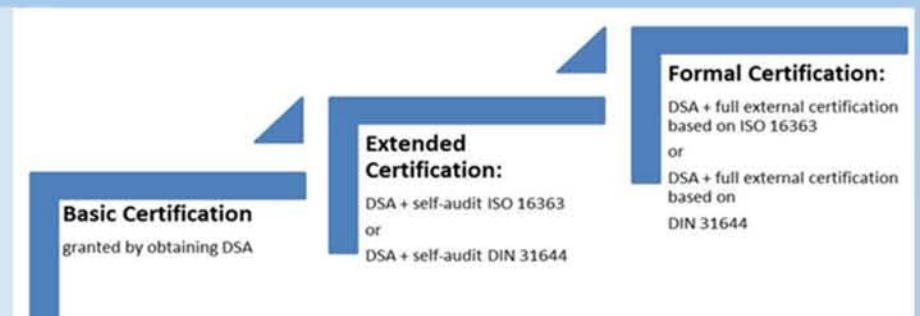 Basic Certification
granted by obtaining DSA
Extended
Certification:
DSA + self-audit ISO 16363
or
DSA + self-audit DIN 31644
Formal Certification:
DSA + full external certification
based on ISO 16363
or
DSA + full external certification
based on
DIN 31644